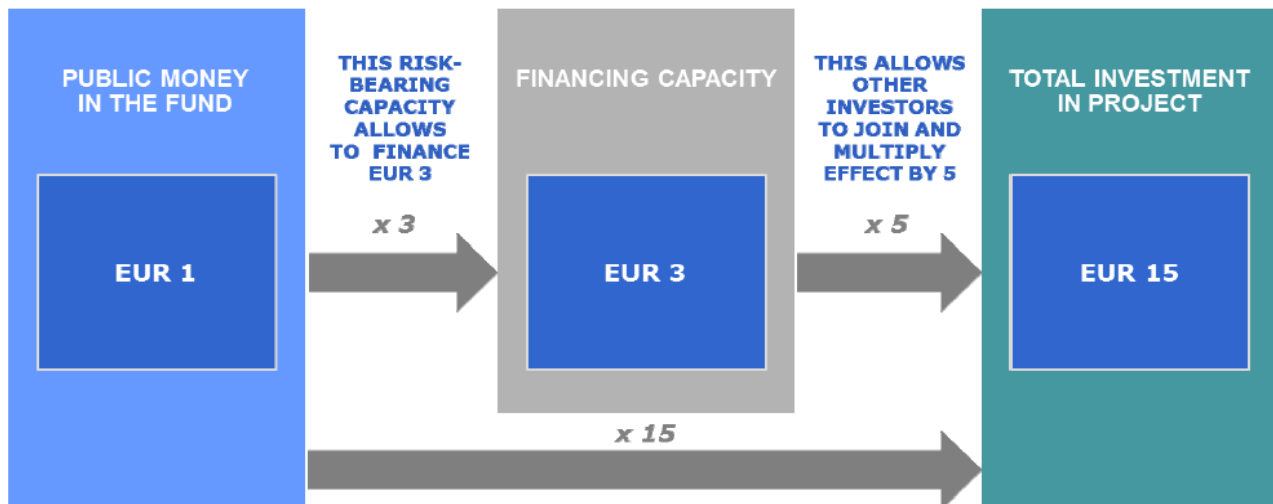 PUBLIC MONEY
IN THE FUND
EUR 1
THIS RISK-
BEARING
CAPACITY
ALLOWS
TO FINANCE
EUR 3
x 3
FINANCING CAPACITY
EUR 3
THIS ALLOWS
OTHER
INVESTORS
TO JOIN AND
MULTIPLY
EFFECT BY 5
x 5
TOTAL INVESTMENT
IN PROJECT
EUR 15
x 15